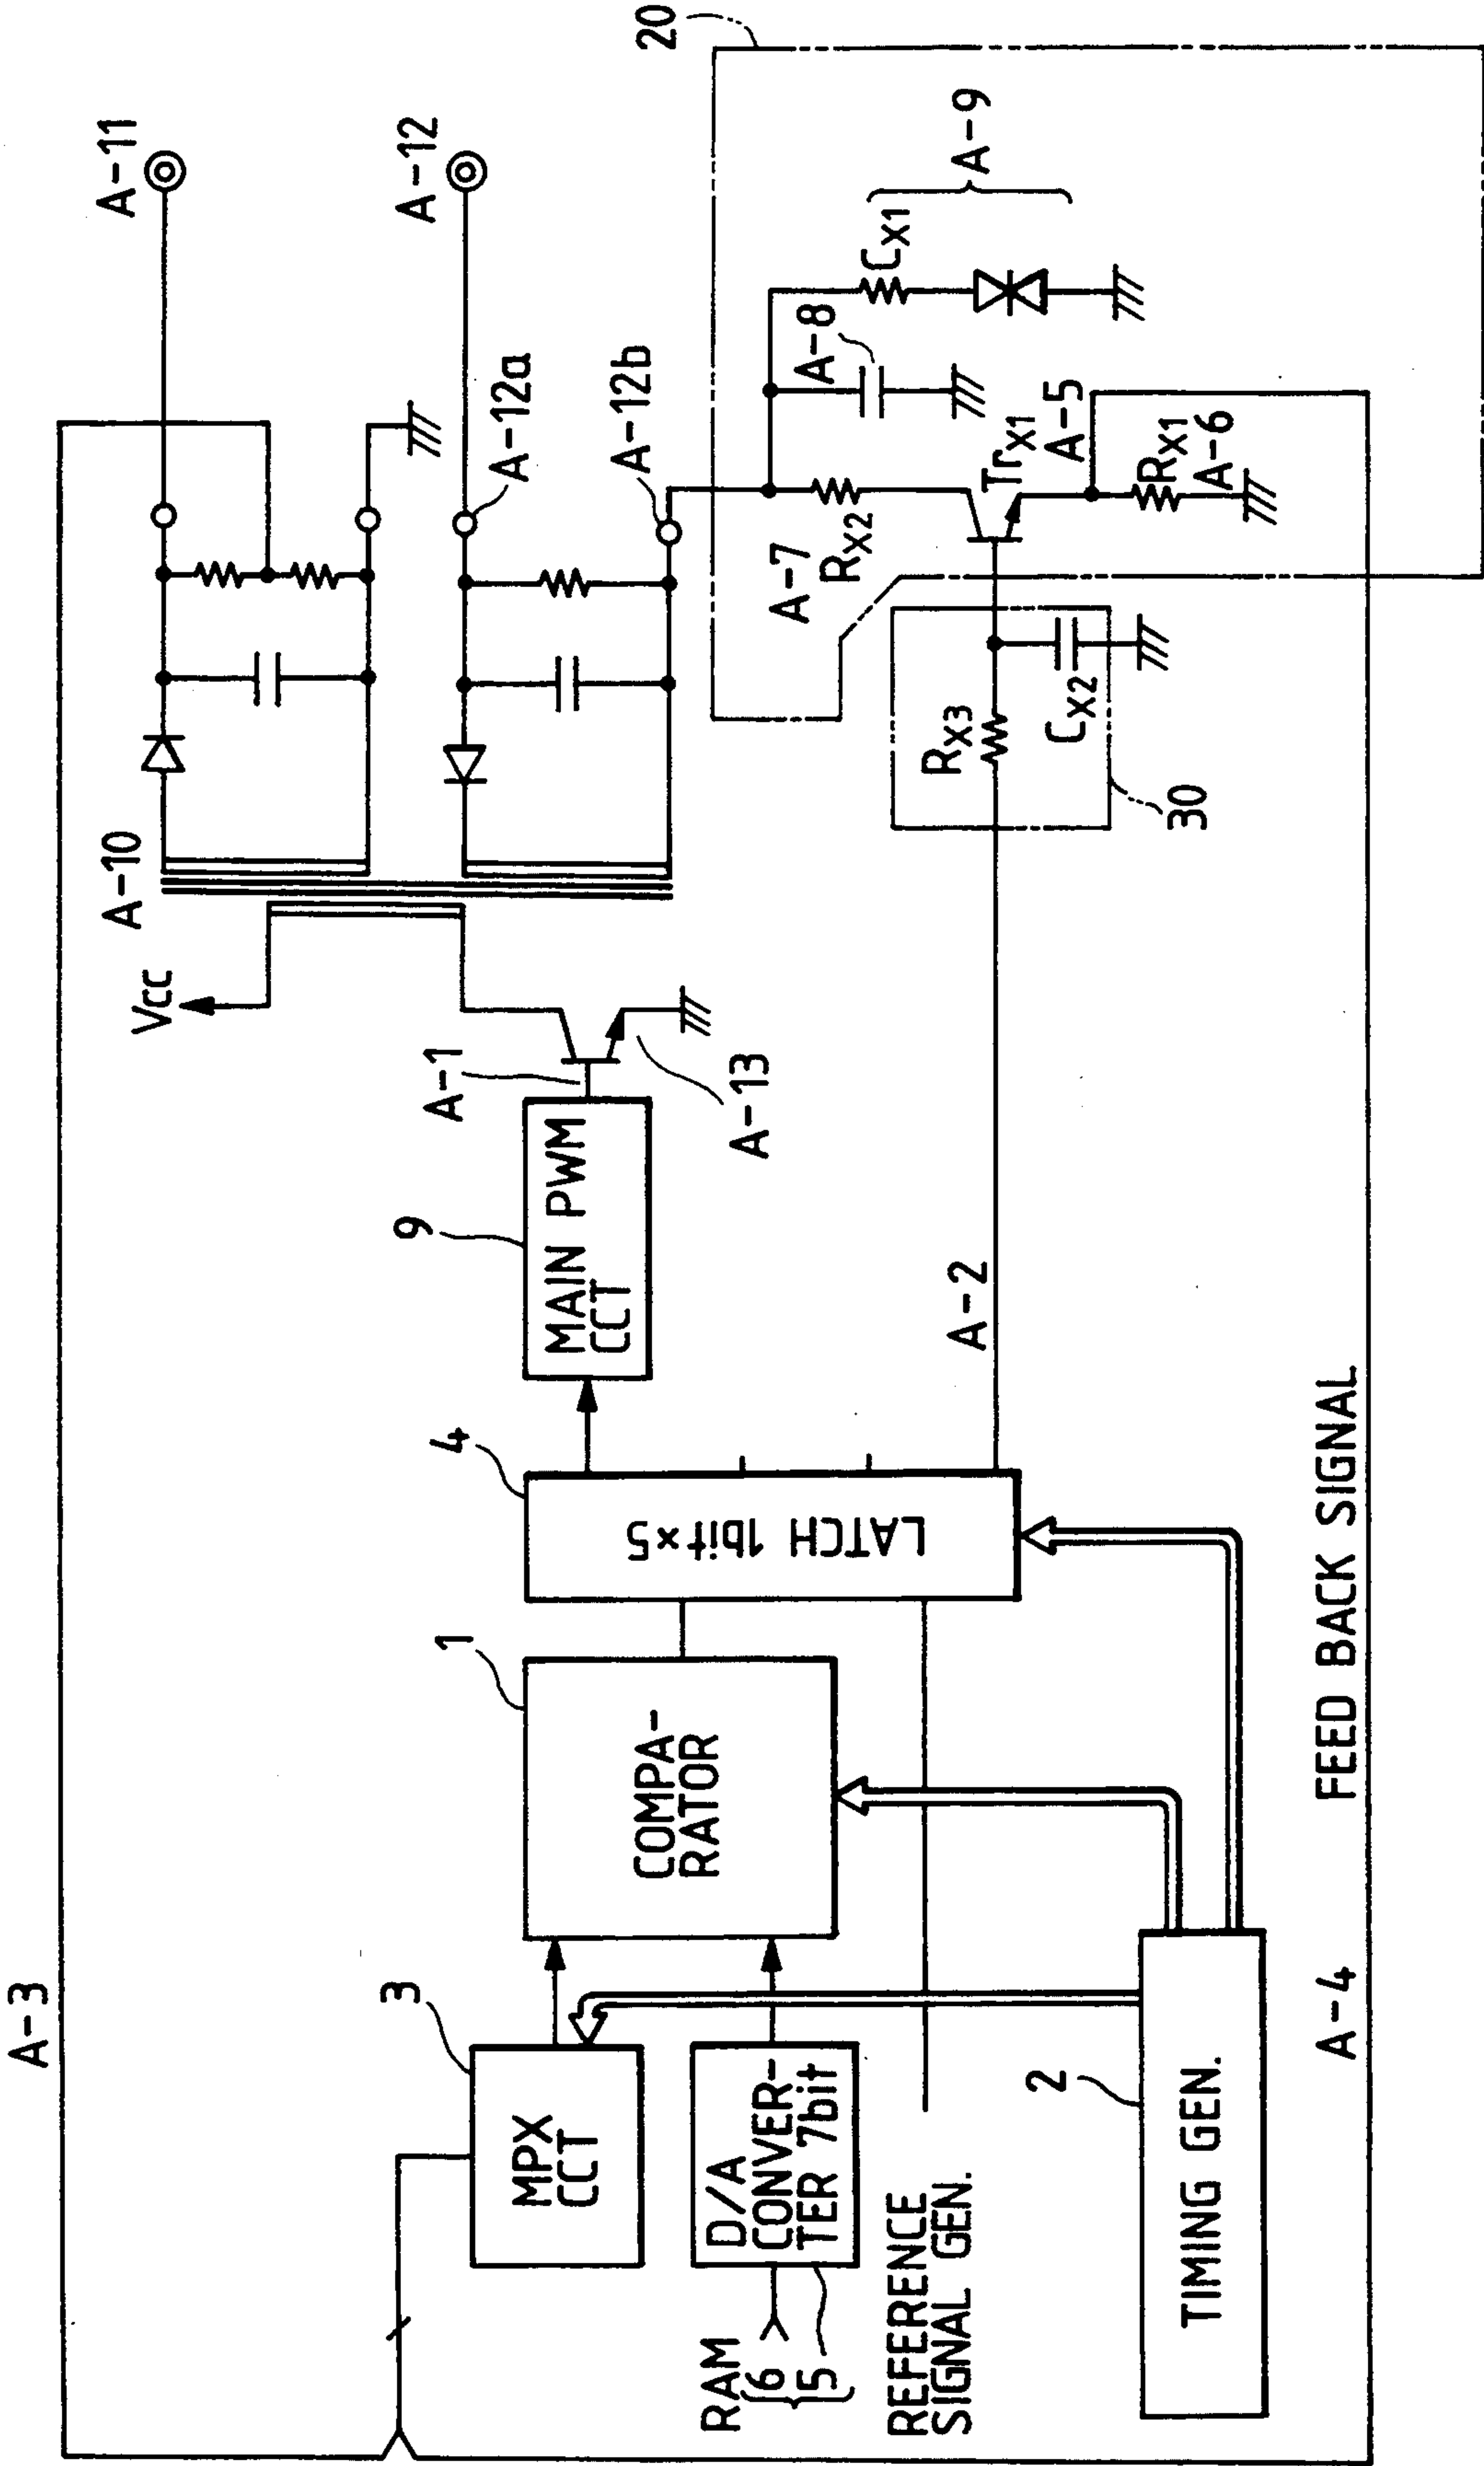 A-3
A-10
A-11
A-12
Vcc
A-1
A-13
A-12a
A-12b
20
3
MPX
CCT
1
COMPA-
RATOR
4
LATCH 1bit×5
9
MAIN PWM
CCT
D/A
CONVER-
TER 7bit
RAM
6
5
REFERENCE
SIGNAL GEN.
A-2
RX3
CX2
30
A-7
RX2
A-8
CX1
A-9
TrX1
A-5
RX1
A-6
2
TIMING GEN.
A-4
FEED BACK SIGNAL